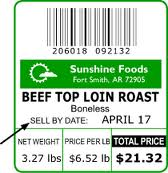 206018 092132
Sunshine Foods
Fort Smith, AR 72905
BEEF TOP LOIN ROAST
Boneless
SELL BY DATE: APRIL 17
NET WEIGHT PRICE PER LB TOTAL PRICE
3.27 lbs $6.52 lb $21.32